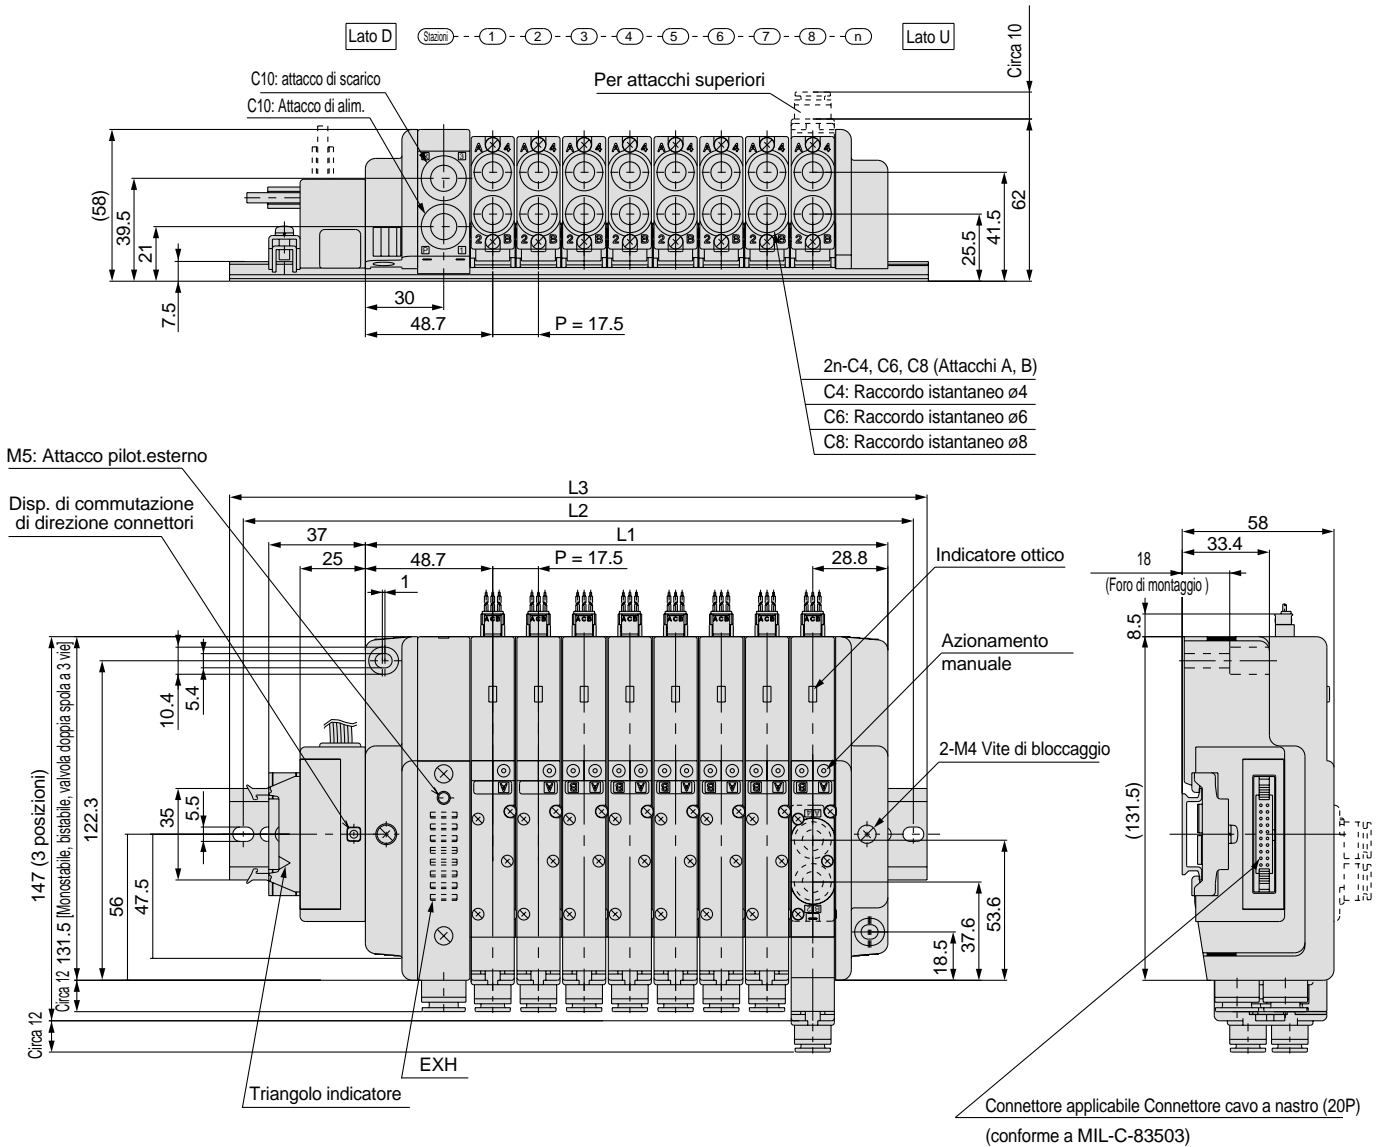 Lato D
Stazioni 1 2 3 4 5 6 7 8 n
Lato U
Circa 10
C10: attacco di scarico
C10: Attacco di alim.
Per attacchi superiori
(58)
39.5
21
7.5
30
48.7
P = 17.5
25.5
41.5
62
2n-C4, C6, C8 (Attacchi A, B)
C4: Raccordo istantaneo ø4
C6: Raccordo istantaneo ø6
C8: Raccordo istantaneo ø8
M5: Attacco pilot.esterno
Disp. di commutazione
di direzione connettori
L3
L2
L1
37
25
48.7
P = 17.5
28.8
1
Indicatore ottico
Azionamento
manuale
2-M4 Vite di bloccaggio
147 (3 posizioni)
131.5 [Monostabile, bistabile, valvola doppia spola a 3 vie]
122.3
10.4
5.4
35
5.5
56
47.5
Circa 12
Circa 12
18.5
37.6
53.6
EXH
Triangolo indicatore
58
33.4
18
(Foro di montaggio )
8.5
(131.5)
Connettore applicabile Connettore cavo a nastro (20P)
(conforme a MIL-C-83503)